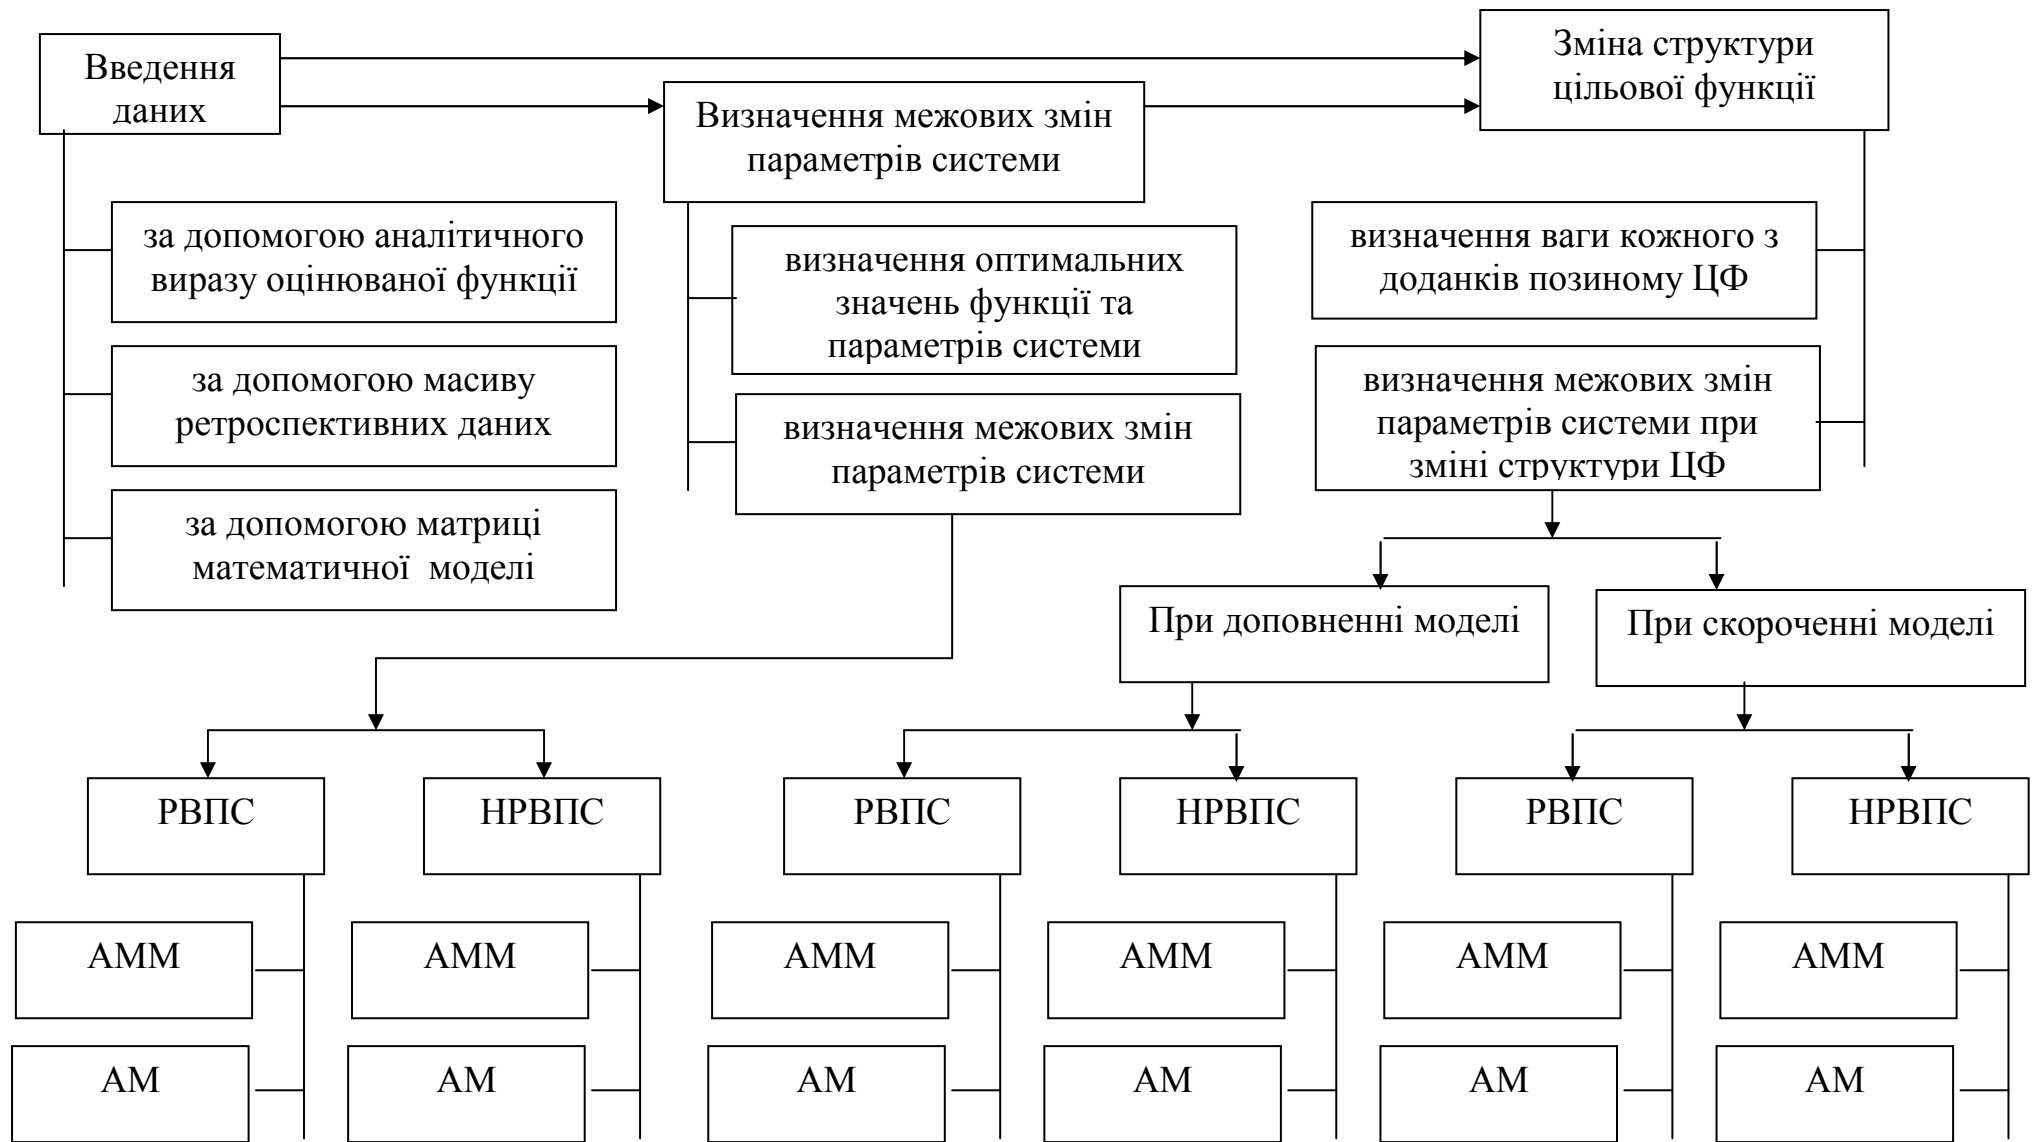 Введення
даних
Визначення межових змін
параметрів системи
Зміна структури
цільової функції
за допомогою аналітичного
виразу оцінюваної функції
за допомогою масиву
ретроспективних даних
за допомогою матриці
математичної моделі
визначення оптимальних
значень функції та
параметрів системи
визначення межових змін
параметрів системи
визначення ваги кожного з
доданків позиному ЦФ
визначення межових змін
параметрів системи при
зміні структури ЦФ
При доповненні моделі
При скороченні моделі
РВПС
НРВПС
РВПС
НРВПС
РВПС
НРВПС
АММ
АММ
АММ
АММ
АММ
АММ
АМ
АМ
АМ
АМ
АМ
АМ